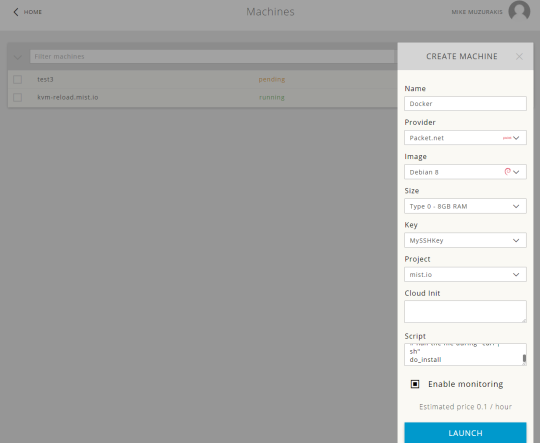 HOME
Machines
MIKE MUZURAKIS
Filter machines
test3 pending
kvm-reload.mist.io running
CREATE MACHINE
Name
Docker
Provider
Packet.net
Image
Debian 8
Size
Type 0 - 8GB RAM
Key
MySSHKey
Project
mist.io
Cloud Init
Script
sh"
do_install
Enable monitoring
Estimated price 0.1 / hour
LAUNCH